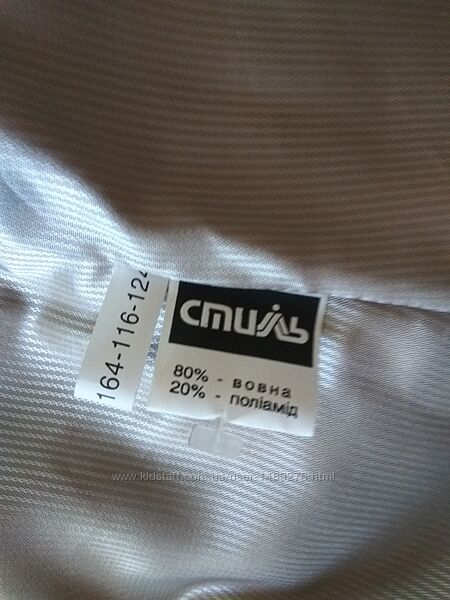 164-116-124
стиль
80% - вовна
20% - поліамід